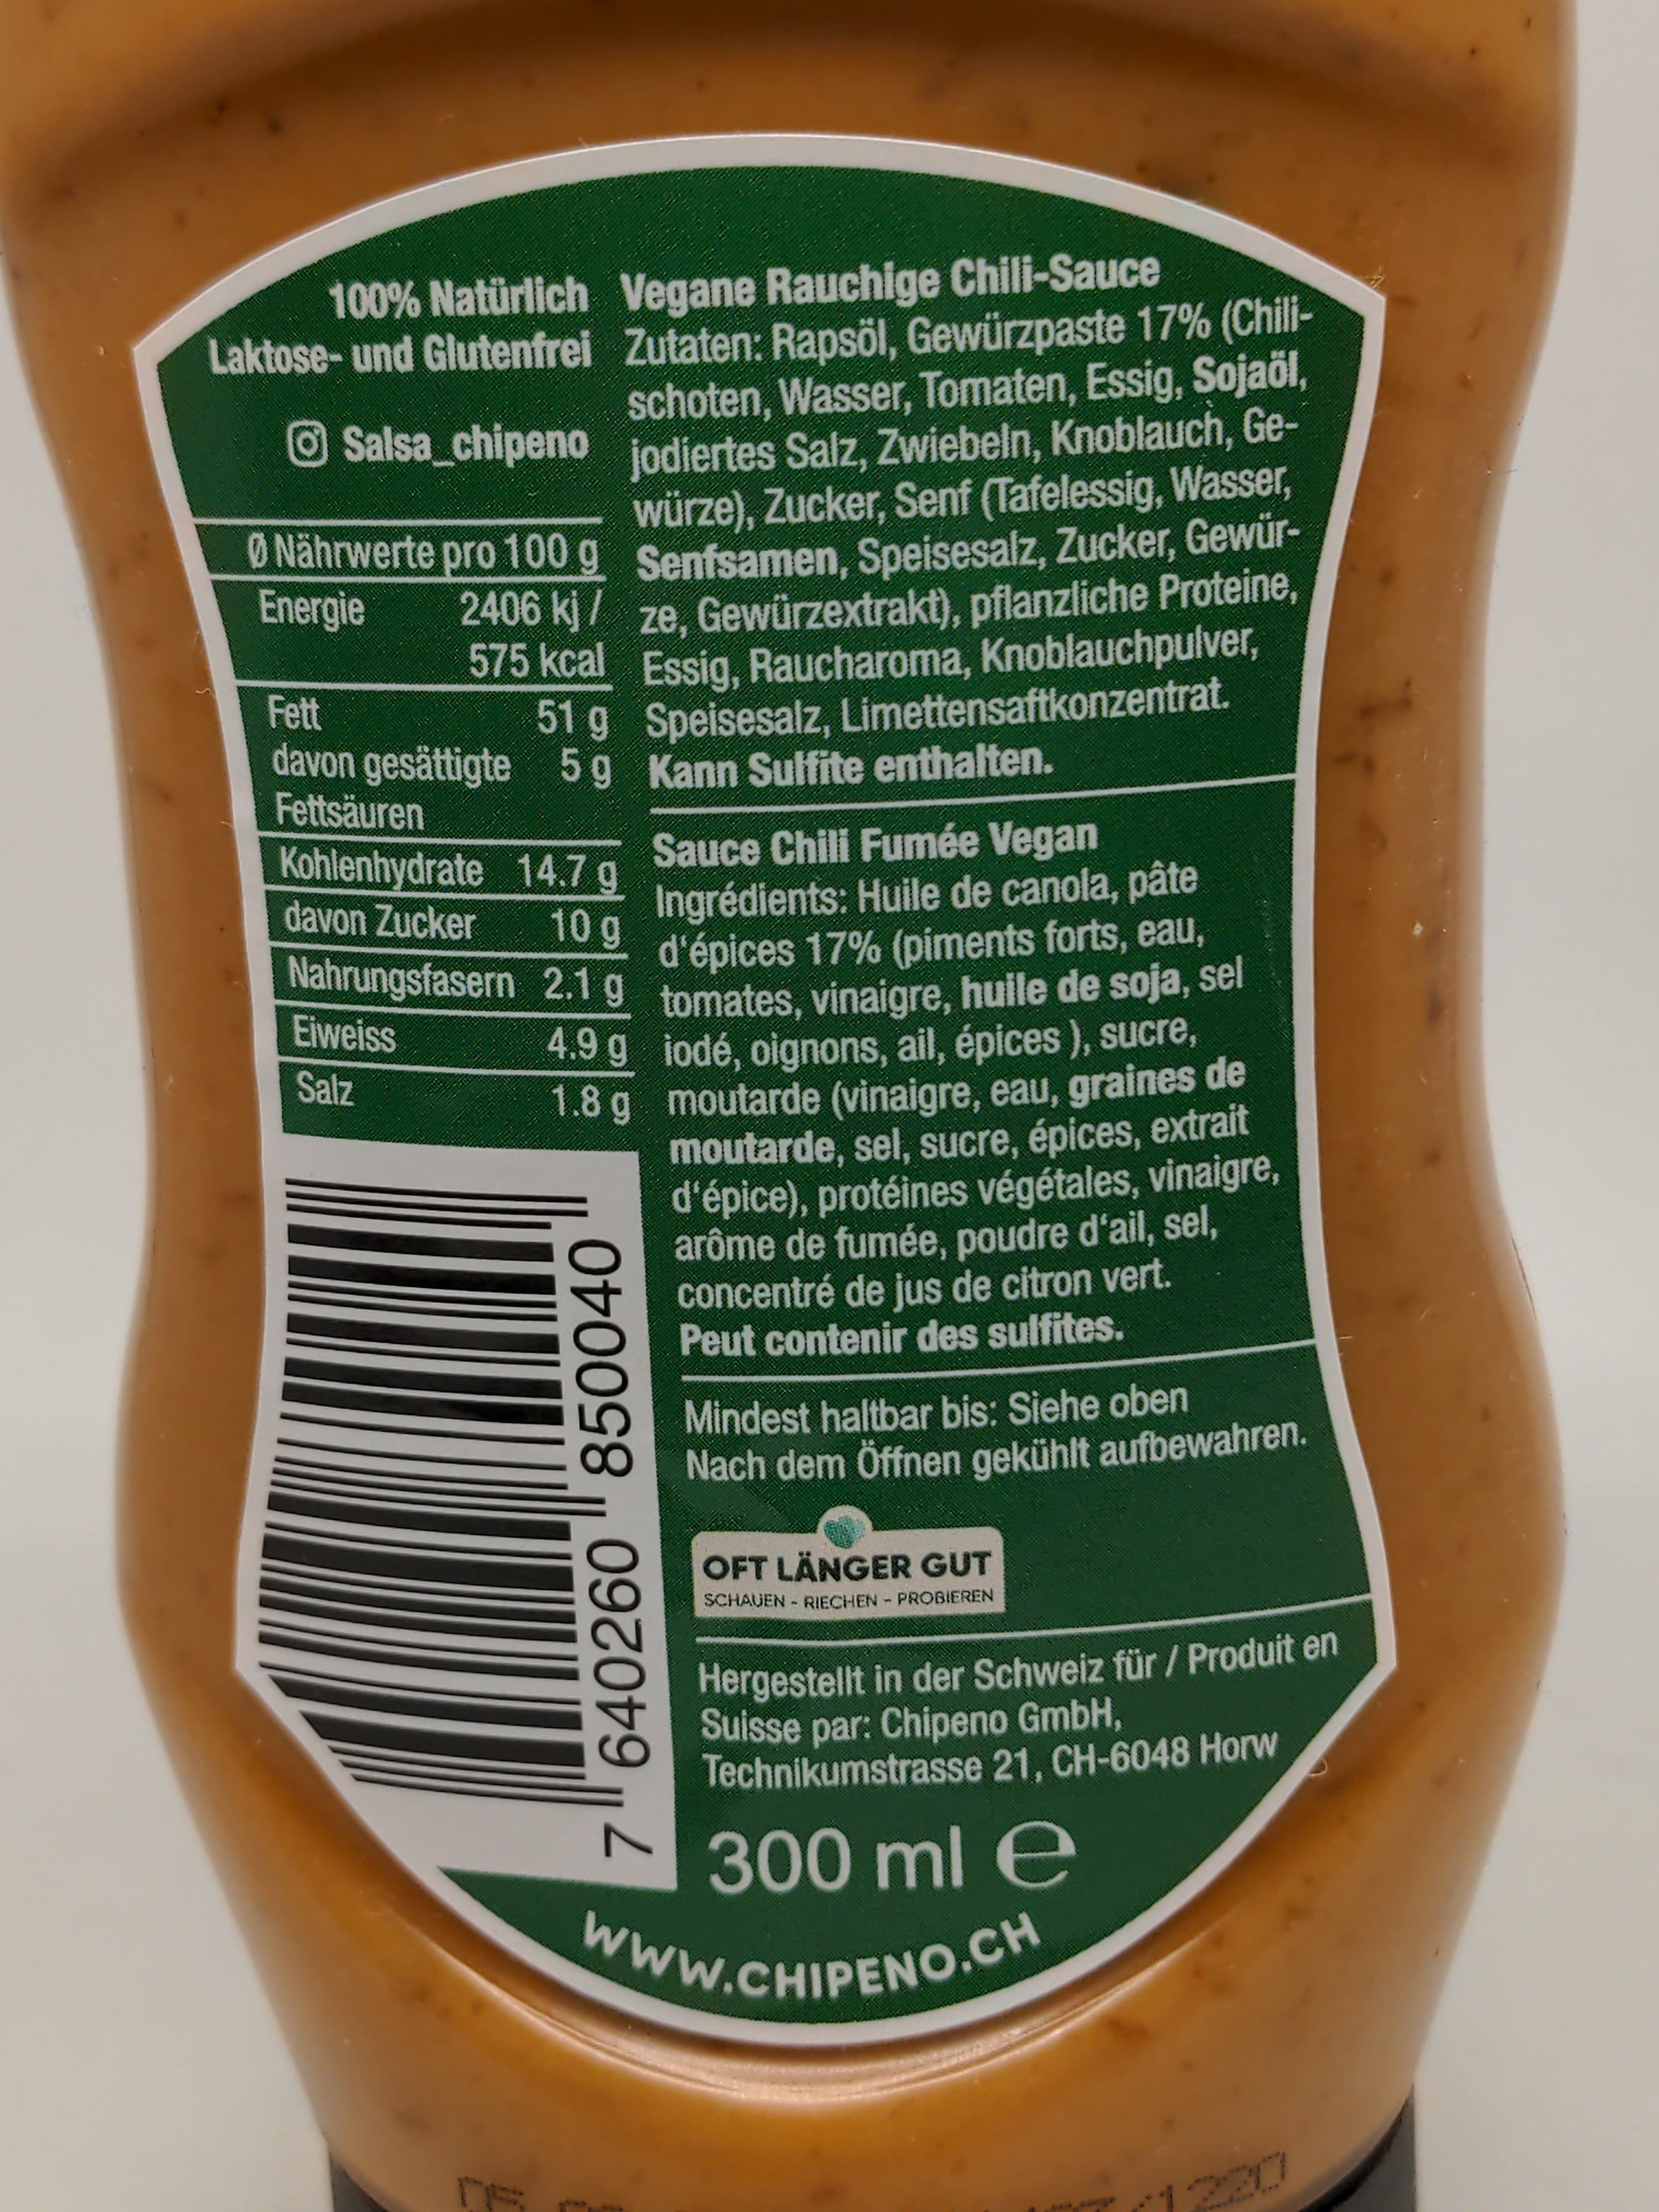 100% Natürlich
Laktose- und Glutenfrei
Salsa_chipeno
Ø Nährwerte pro 100 g
Energie 2406 kj /
575 kcal
Fett 51 g
davon gesättigte 5 g
Fettsäuren
Kohlenhydrate 14.7 g
davon Zucker 10 g
Nahrungsfasern 2.1 g
Eiweiss 4.9 g
Salz 1.8 g
7 640260 850040
Vegane Rauchige Chili-Sauce
Zutaten: Rapsöl, Gewürzpaste 17% (Chili-
schoten, Wasser, Tomaten, Essig, Sojaöl,
jodiertes Salz, Zwiebeln, Knoblauch, Ge-
würze), Zucker, Senf (Tafelessig, Wasser,
Senfsamen, Speisesalz, Zucker, Gewür-
ze, Gewürzextrakt), pflanzliche Proteine,
Essig, Raucharoma, Knoblauchpulver,
Speisesalz, Limettensaftkonzentrat.
Kann Sulfite enthalten.
Sauce Chili Fumée Vegan
Ingrédients: Huile de canola, pâte
d'épices 17% (piments forts, eau,
tomates, vinaigre, huile de soja, sel
iodé, oignons, ail, épices ), sucre,
moutarde (vinaigre, eau, graines de
moutarde, sel, sucre, épices, extrait
d'épice), protéines végétales, vinaigre,
arôme de fumée, poudre d'ail, sel,
concentré de jus de citron vert.
Peut contenir des sulfites.
Mindest haltbar bis: Siehe oben
Nach dem Öffnen gekühlt aufbewahren.
OFT LÄNGER GUT
SCHAUEN - RIECHEN - PROBIEREN
Hergestellt in der Schweiz für / Produit en
Suisse par: Chipeno GmbH,
Technikumstrasse 21, CH-6048 Horw
300 ml e
WWW.CHIPENO.CH